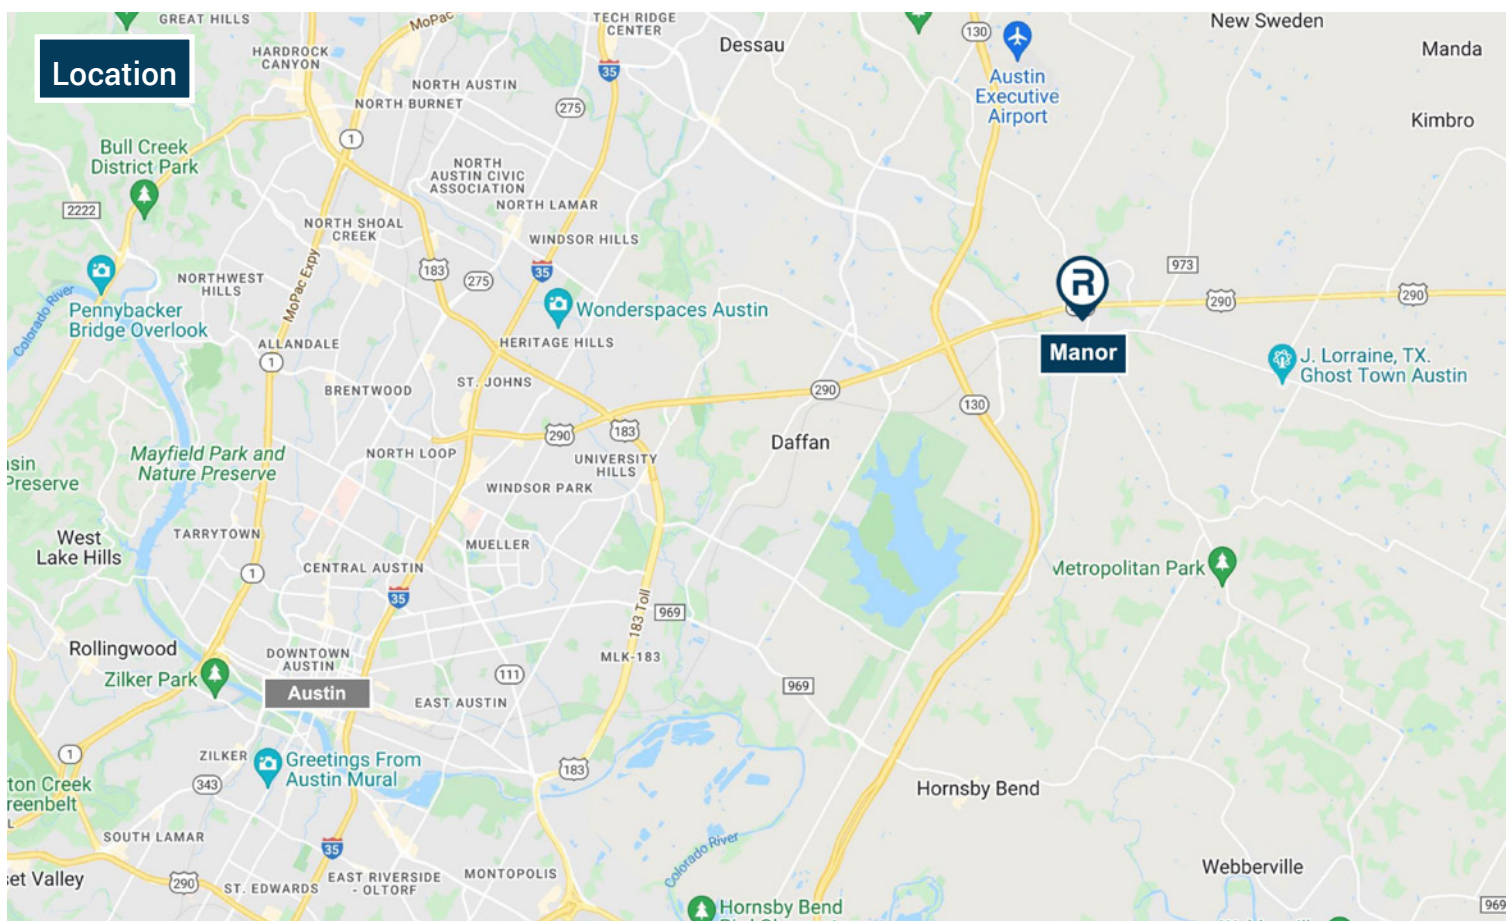 Location
GREAT HILLS
MoPac
TECH RIDGE
CENTER
Dessau
130
New Sweden
Manda
HARDROCK
CANYON
35
NORTH AUSTIN
NORTH BURNET
275
Austin
Executive
Airport
Kimbro
1
Bull Creek
District Park
NORTH
AUSTIN CIVIC
ASSOCIATION
2222
NORTH LAMAR
NORTH SHOAL
CREEK
WINDSOR HILLS
183
35
275
973
R
NORTHWEST
HILLS
MoPac Expy
Colorado River
Pennybacker
Bridge Overlook
Wonderspaces Austin
290
290
ALLANDALE
HERITAGE HILLS
Manor
1
J. Lorraine, TX.
Ghost Town Austin
BRENTWOOD
ST. JOHNS
290
130
290
183
Daffan
NORTH LOOP
UNIVERSITY
HILLS
Mayfield Park and
Nature Preserve
sin
Preserve
WINDSOR PARK
West
Lake Hills
TARRYTOWN
MUELLER
CENTRAL AUSTIN
1
35
Metropolitan Park
183 Toll
969
Rollingwood
DOWNTOWN
AUSTIN
MLK-183
Zilker Park
Austin
111
969
EAST AUSTIN
1
ZILKER
Greetings From
Austin Mural
183
343
ton Creek
reenbelt
L
Hornsby Bend
SOUTH LAMAR
35
Colorado River
Webberville
set Valley
290
ST. EDWARDS
EAST RIVERSIDE
- OLTORF
MONTOPOLIS
Hornsby Bend
969